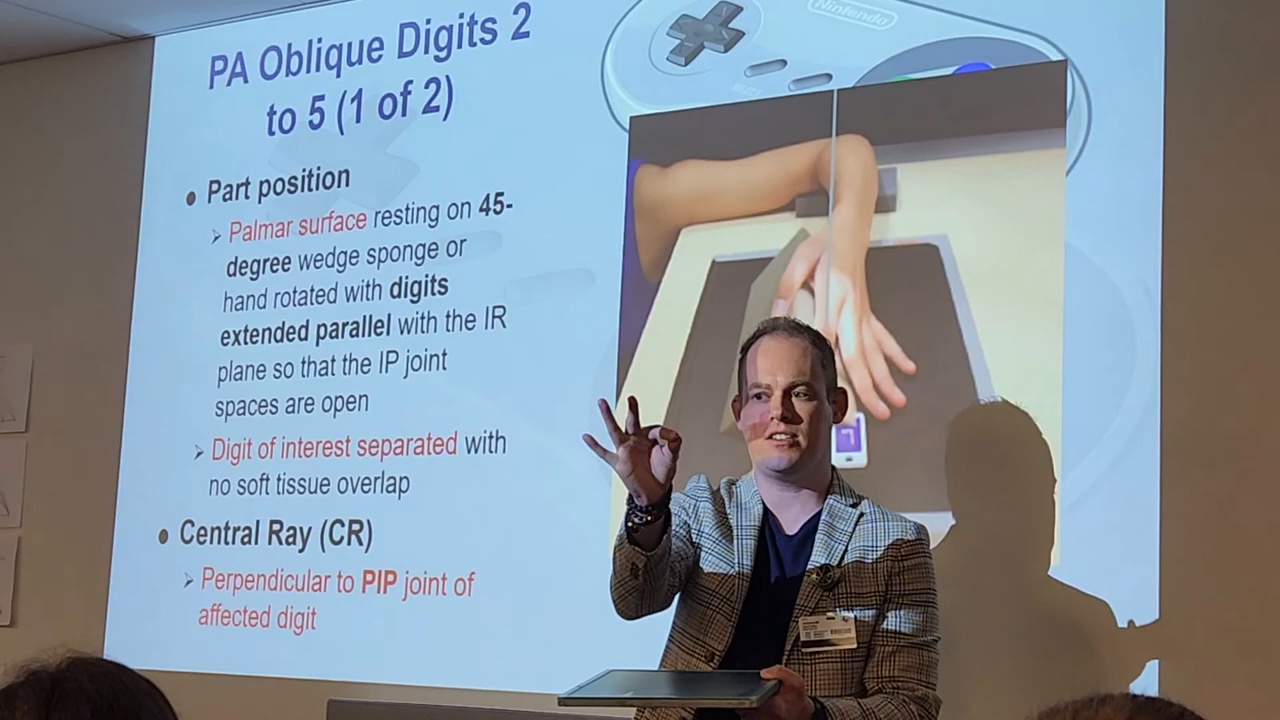 PA Oblique Digits 2
to 5 (1 of 2)
Nintendo
Part position
Palmar surface resting on 45-
degree wedge sponge or
hand rotated with digits
extended parallel with the IR
plane so that the IP joint
spaces are open
Digit of interest separated with
no soft tissue overlap
Central Ray (CR)
Perpendicular to PIP joint of
affected digit